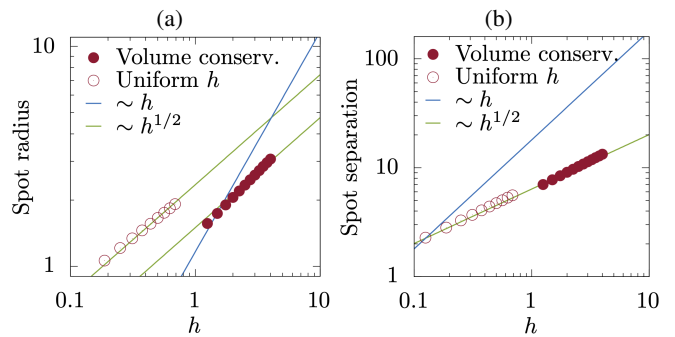 (a)
10
1
Spot radius
Volume conserv.
Uniform h
∼ h
∼ h^{1/2}
0.1 1 10
h
(b)
100
10
1
Spot separation
Volume conserv.
Uniform h
∼ h
∼ h^{1/2}
0.1 1 10
h